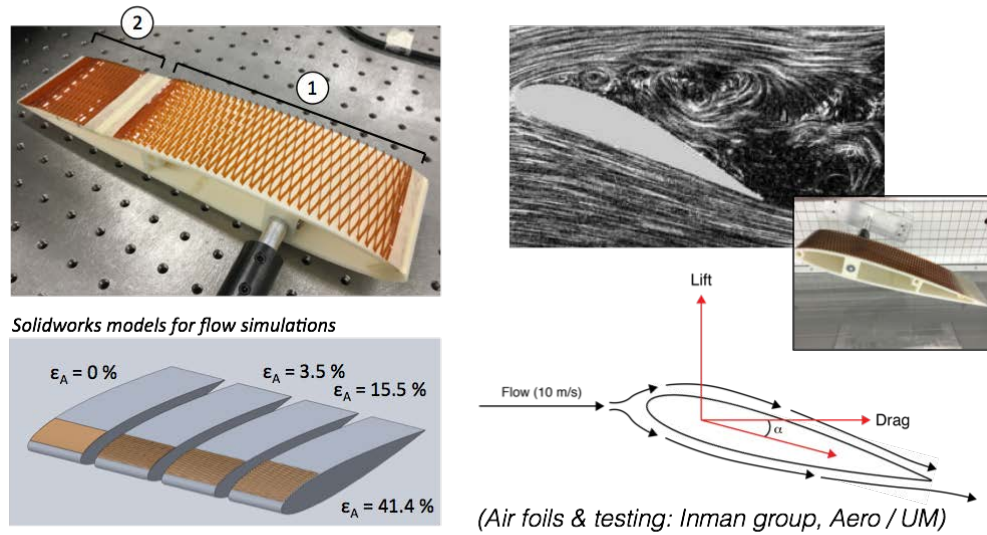 2
1
Solidworks models for flow simulations
εA = 0 %
εA = 3.5 %
εA = 15.5 %
εA = 41.4 %
Lift
Flow (10 m/s)
Drag
α
(Air foils & testing: Inman group, Aero / UM)